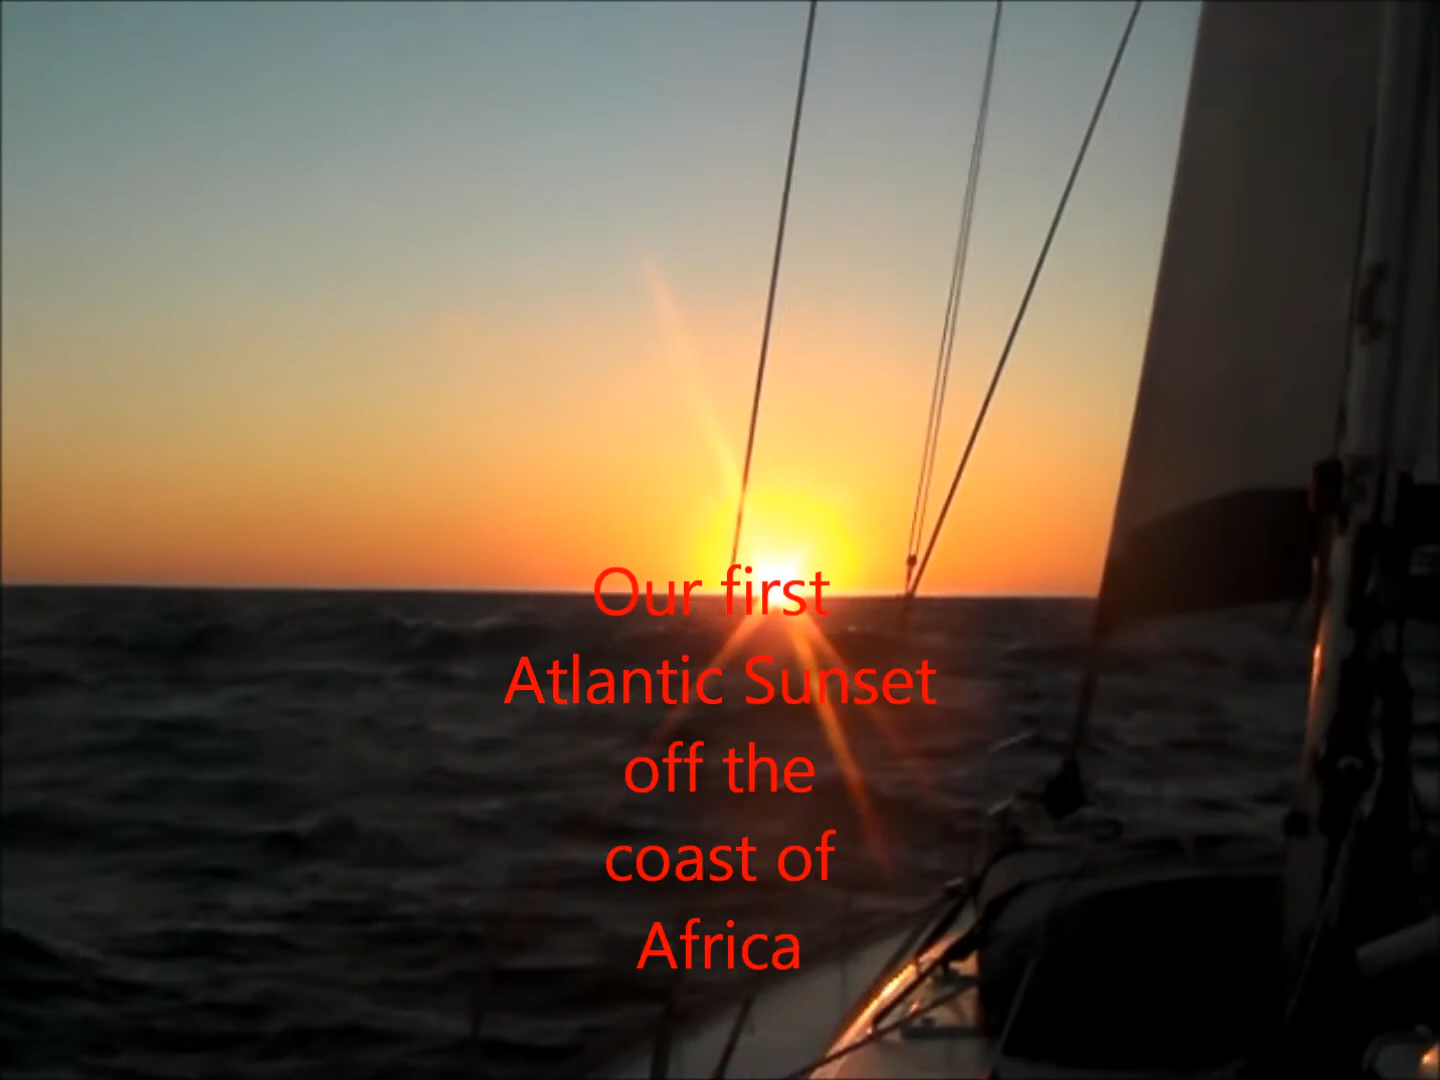 Our first
Atlantic Sunset
off the
coast of
Africa